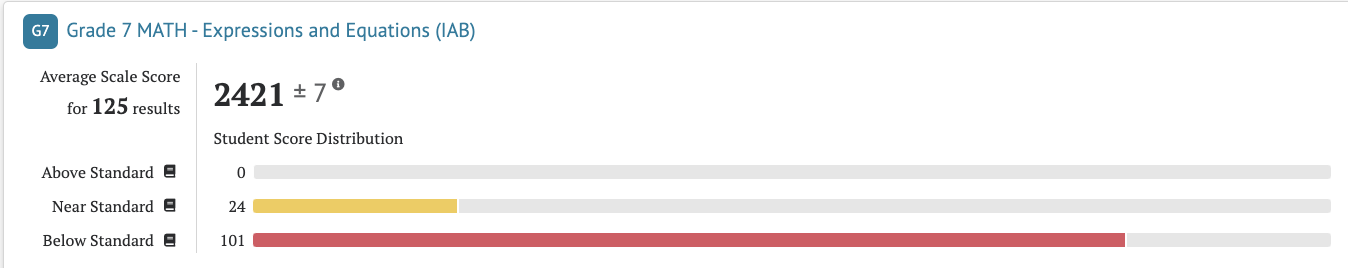 G7 Grade 7 MATH - Expressions and Equations (IAB)
Average Scale Score
for 125 results
2421 ± 7
Student Score Distribution
Above Standard 0
Near Standard 24
Below Standard 101